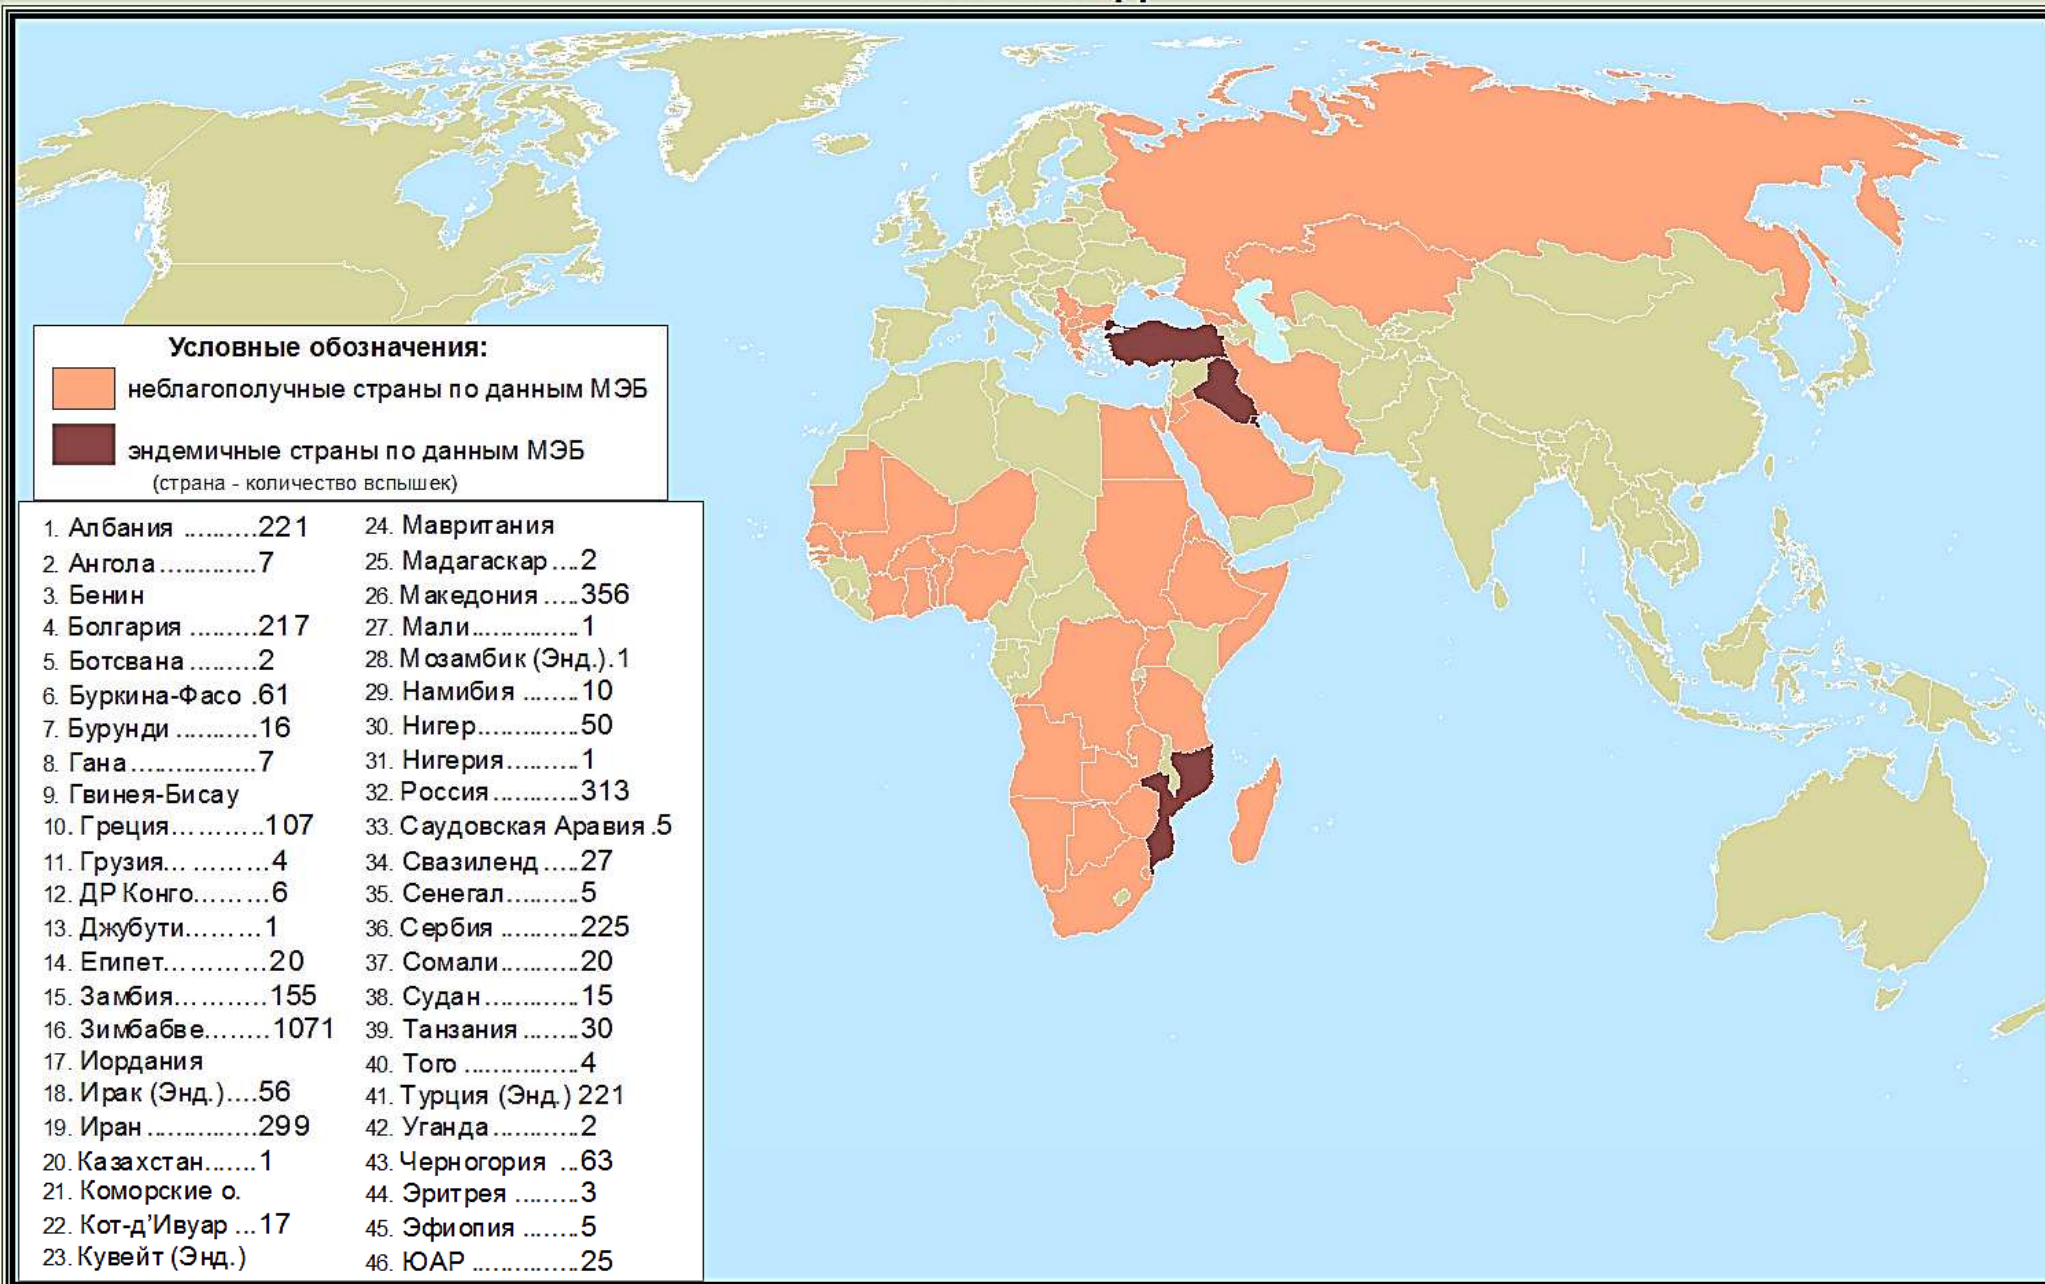 Условные обозначения:
неблагополучные страны по данным МЭБ
эндемичные страны по данным МЭБ
(страна - количество вспышек)
1. Албания .........221
2. Ангола.............7
3. Бенин
4. Болгария .........217
5. Ботсвана .........2
6. Буркина-Фасо .61
7. Бурунди ...........16
8. Гана.................7
9. Гвинея-Бисау
10. Греция………..107
11. Грузия… ………4
12. ДР Конго………6
13. Джубути………1
14. Египет… ………20
15. Замбия… …….155
16. Зимбабве……..1071
17. Иордания
18. Ирак (Энд.)....56
19. Иран ..............299
20. Казахстан.......1
21. Коморские о.
22. Кот-д’Ивуар ...17
23. Кувейт (Энд.)
24. Мавритания
25. Мадагаскар ...2
26. Македония .....356
27. Мали..............1
28. Мозамбик (Энд.).1
29. Намибия ........10
30. Нигер.............50
31. Нигерия..........1
32. Россия............313
33. Саудовская Аравия .5
34. Свазиленд .....27
35. Сенегал..........5
36. Сербия ...........225
37. Сомали...........20
38. Судан.............15
39. Танзания ........30
40. Того ...............4
41. Турция (Энд.) 221
42. Уганда............2
43. Черногория ...63
44. Эритрея .........3
45. Эфиопия ........5
46. ЮАР ..............25